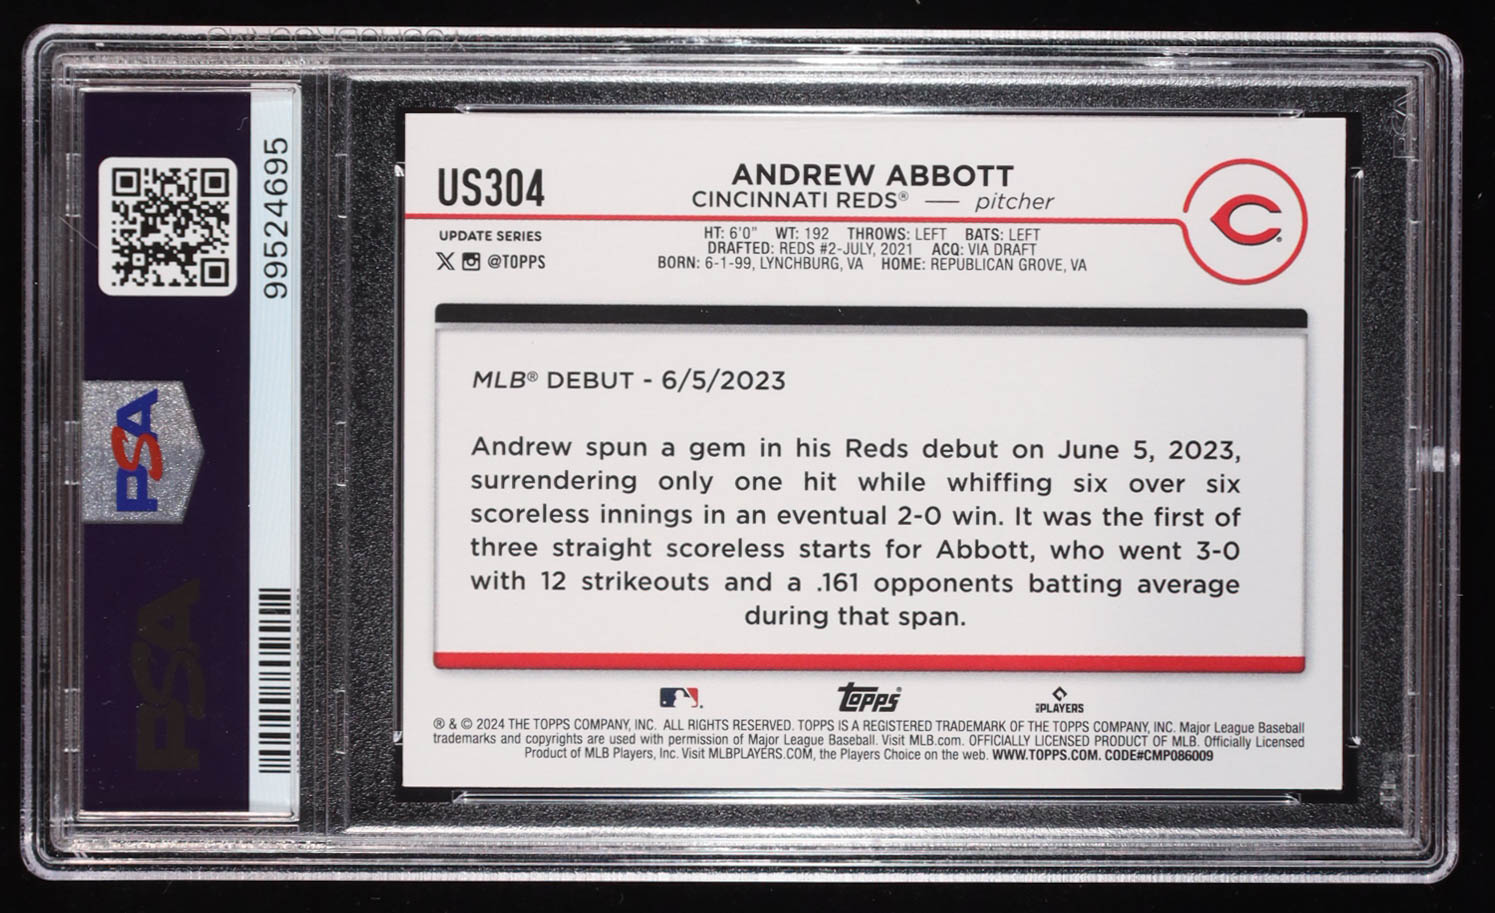 99524695
PSA
PSA
US304
UPDATE SERIES
X @TOPPS
ANDREW ABBOTT
CINCINNATI REDS® — pitcher
HT: 6'0" WT: 192 THROWS: LEFT BATS: LEFT
DRAFTED: REDS #2-JULY, 2021 ACQ: VIA DRAFT
BORN: 6-1-99, LYNCHBURG, VA HOME: REPUBLICAN GROVE, VA
C
MLB® DEBUT - 6/5/2023
Andrew spun a gem in his Reds debut on June 5, 2023,
surrendering only one hit while whiffing six over six
scoreless innings in an eventual 2-0 win. It was the first of
three straight scoreless starts for Abbott, who went 3-0
with 12 strikeouts and a .161 opponents batting average
during that span.
Topps®
PLAYERS
® & © 2024 THE TOPPS COMPANY, INC. ALL RIGHTS RESERVED. TOPPS IS A REGISTERED TRADEMARK OF THE TOPPS COMPANY, INC. Major League Baseball
trademarks and copyrights are used with permission of Major League Baseball. Visit MLB.com. OFFICIALLY LICENSED PRODUCT OF MLB. Officially Licensed
Product of MLB Players, Inc. Visit MLBPLAYERS.COM, the Players Choice on the web. WWW.TOPPS.COM. CODE#CMP086009